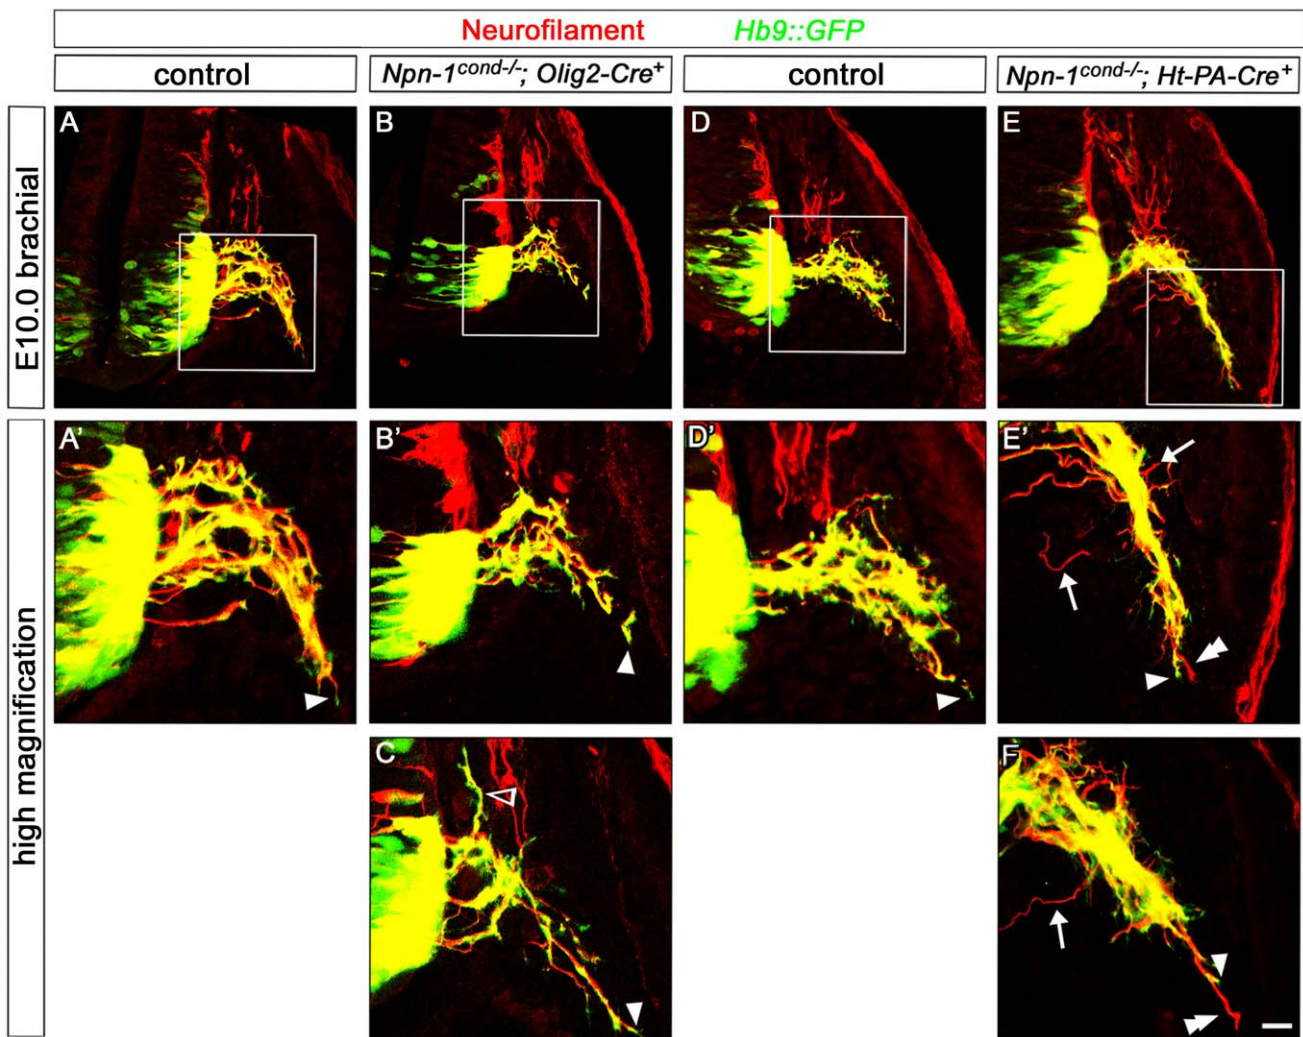 Neurofilament Hb9::GFP
control
Npn-1cond-/-; Olig2-Cre+
control
Npn-1cond-/-; Ht-PA-Cre+
E10.0 brachial
A
B
D
E
high magnification
A'
B'
D'
E'
C
F